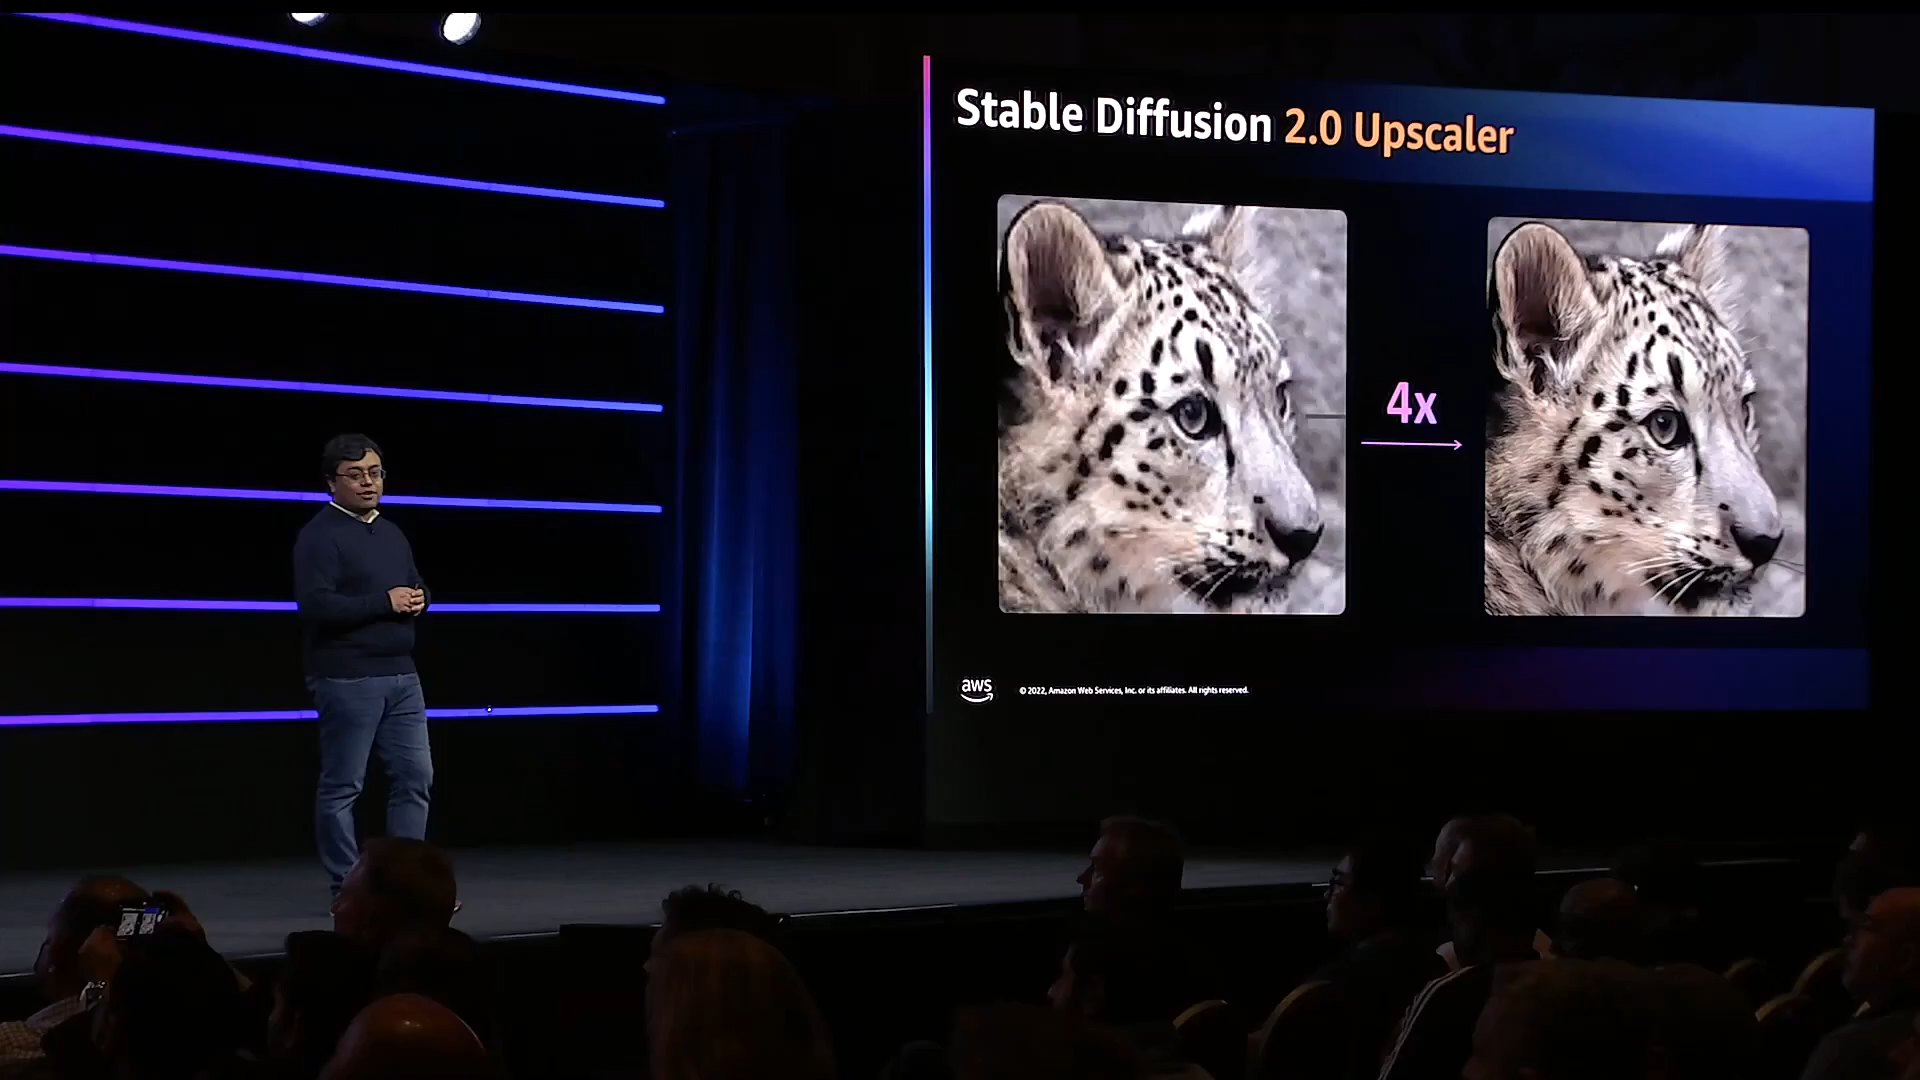 Stable Diffusion 2.0 Upscaler
4x
aws
© 2022, Amazon Web Services, Inc. or its affiliates. All rights reserved.